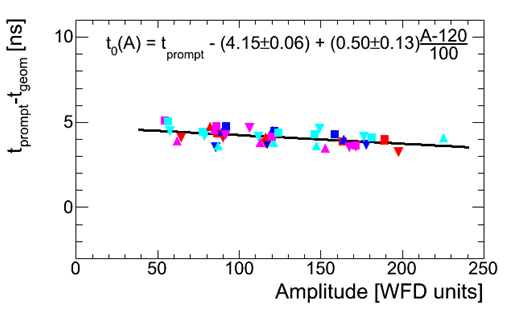 t_prompt-t_geom [ns]
t_0(A) = t_prompt - (4.15±0.06) + (0.50±0.13) A-120
100
10
5
0
0 50 100 150 200 250
Amplitude [WFD units]